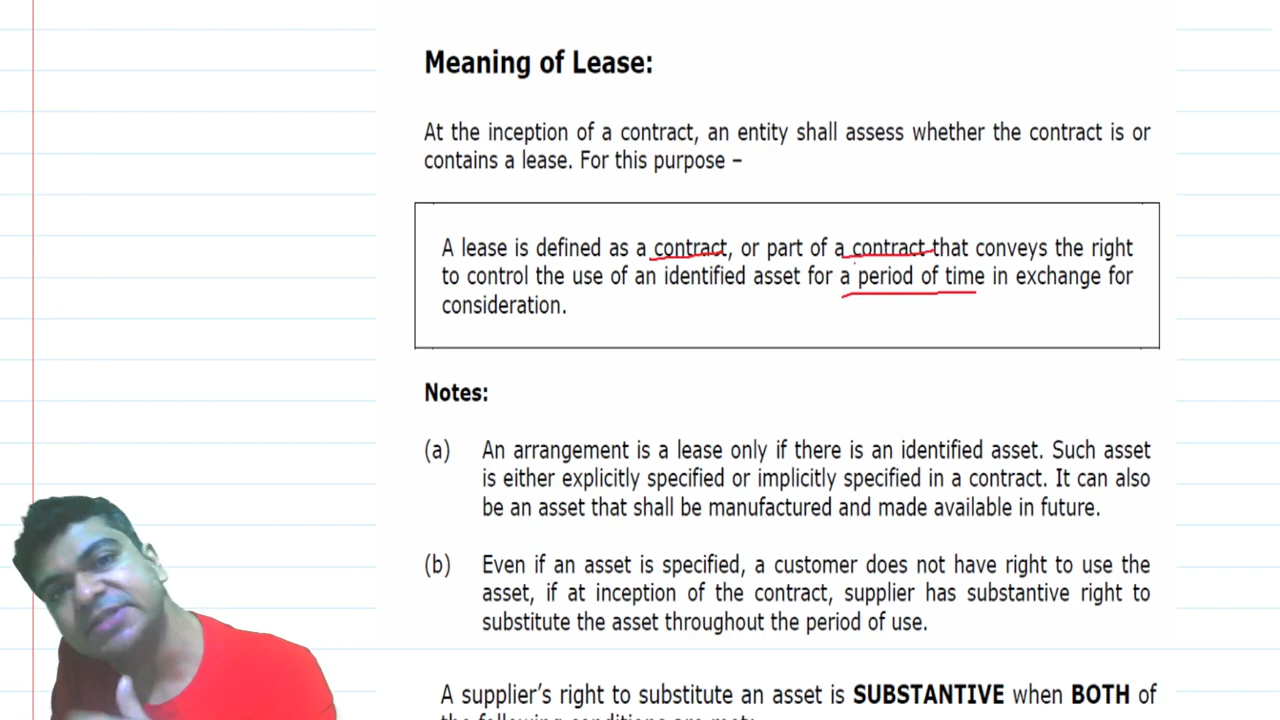 Meaning of Lease:
At the inception of a contract, an entity shall assess whether the contract is or
contains a lease. For this purpose –
A lease is defined as a contract, or part of a contract that conveys the right
to control the use of an identified asset for a period of time in exchange for
consideration.
Notes:
(a) An arrangement is a lease only if there is an identified asset. Such asset
is either explicitly specified or implicitly specified in a contract. It can also
be an asset that shall be manufactured and made available in future.
(b) Even if an asset is specified, a customer does not have right to use the
asset, if at inception of the contract, supplier has substantive right to
substitute the asset throughout the period of use.
A supplier's right to substitute an asset is SUBSTANTIVE when BOTH of
the following conditions are met: